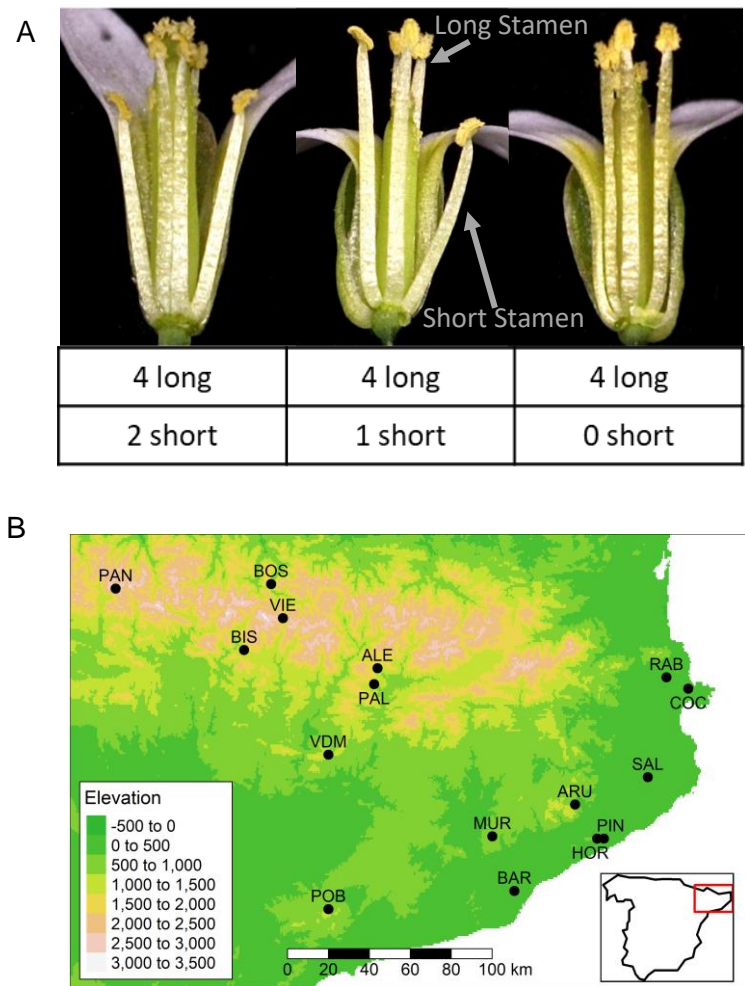 A
Long Stamen
Short Stamen
4 long 4 long 4 long
2 short 1 short 0 short
B
PAN
BOS
VIE
BIS
ALE
PAL
RAB
COC
VDM
SAL
ARU
MUR
PIN
HOR
BAR
POB
Elevation
-500 to 0
0 to 500
500 to 1,000
1,000 to 1,500
1,500 to 2,000
2,000 to 2,500
2,500 to 3,000
3,000 to 3,500
0 20 40 60 80 100 km